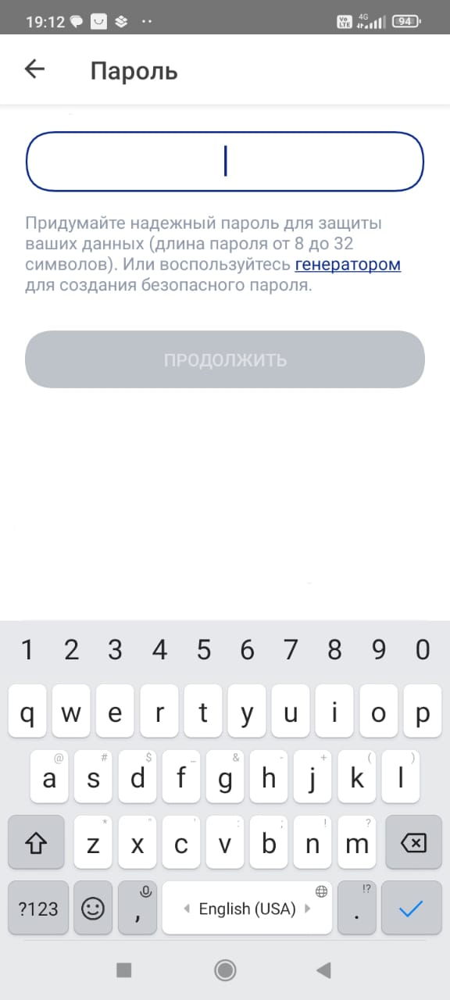 19:12
Vo LTE 4G 94
Пароль
Придумайте надежный пароль для защиты
ваших данных (длина пароля от 8 до 32
символов). Или воспользуйтесь генератором
для создания безопасного пароля.
ПРОДОЛЖИТЬ
1 2 3 4 5 6 7 8 9 0
q w e r t y u i o p
@ # $ _ & - + ( )
a s d f g h j k l
* " ' : ; ! ?
z x c v b n m
!?
?123 , English (USA) .